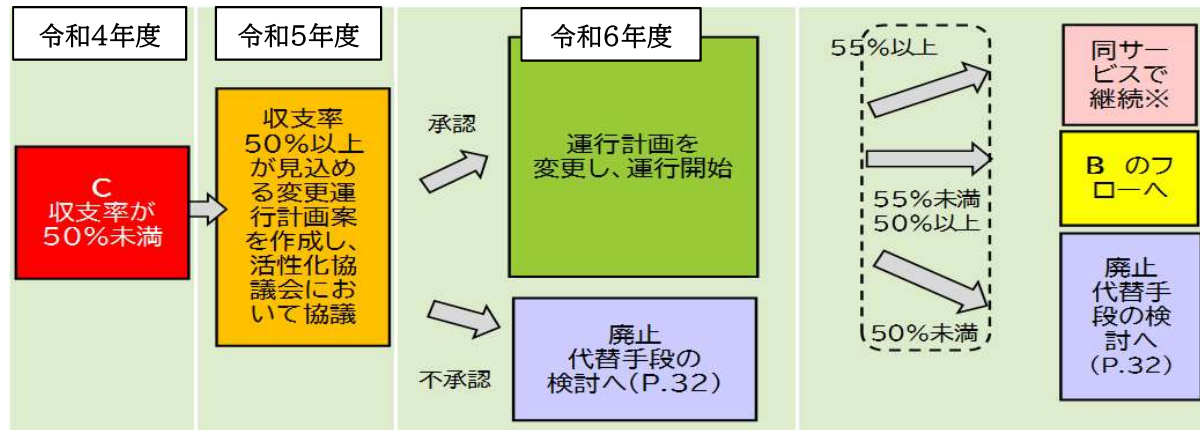 令和4年度
令和5年度
令和6年度
C
収支率が
50%未満
収支率
50%以上
が見込め
る変更運
行計画案
を作成し、
活性化協
議会にお
いて協議
承認
不承認
運行計画を
変更し、運行開始
廃止
代替手段の
検討へ(P.32)
55%以上
55%未満
50%以上
50%未満
同サー
ビスで
継続※
B のフ
ローへ
廃止
代替手
段の検
討へ
(P.32)